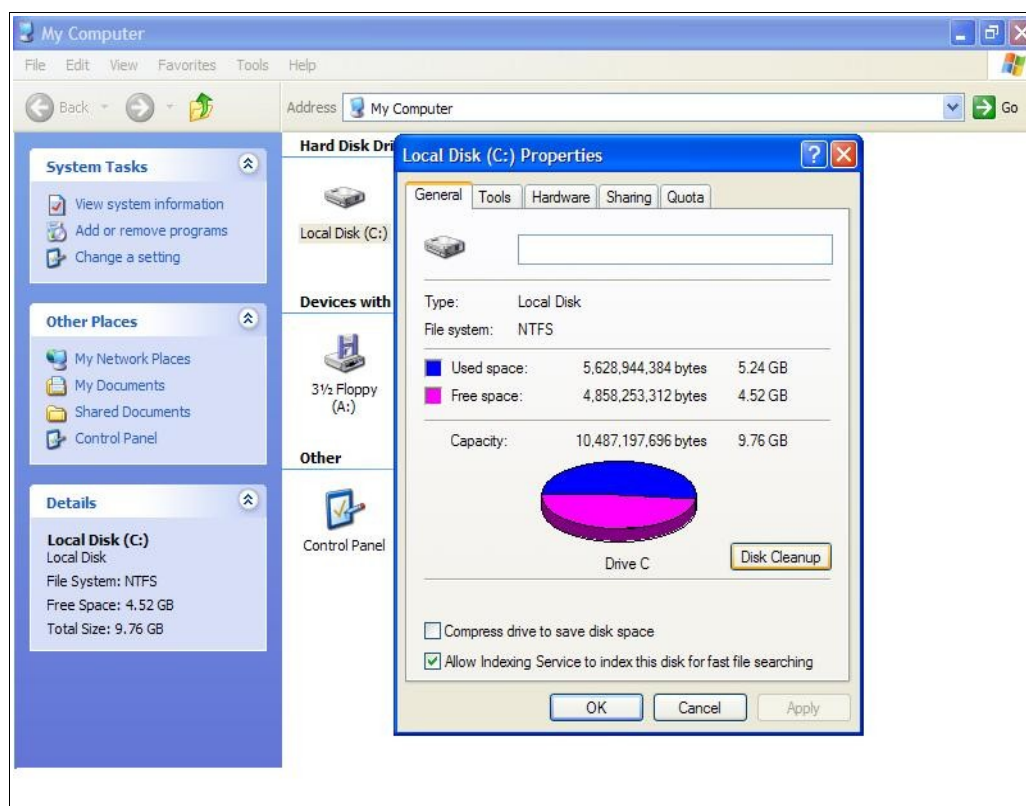 My Computer
File Edit View Favorites Tools Help
Back
Address My Computer Go
System Tasks
View system information
Add or remove programs
Change a setting
Other Places
My Network Places
My Documents
Shared Documents
Control Panel
Details
Local Disk (C:)
Local Disk
File System: NTFS
Free Space: 4.52 GB
Total Size: 9.76 GB
Hard Disk Dri
Local Disk (C:)
Devices with
3½ Floppy
(A:)
Other
Control Panel
Local Disk (C:) Properties
General Tools Hardware Sharing Quota
Type: Local Disk
File system: NTFS
Used space: 5,628,944,384 bytes 5.24 GB
Free space: 4,858,253,312 bytes 4.52 GB
Capacity: 10,487,197,696 bytes 9.76 GB
Drive C
Disk Cleanup
Compress drive to save disk space
Allow Indexing Service to index this disk for fast file searching
OK Cancel Apply